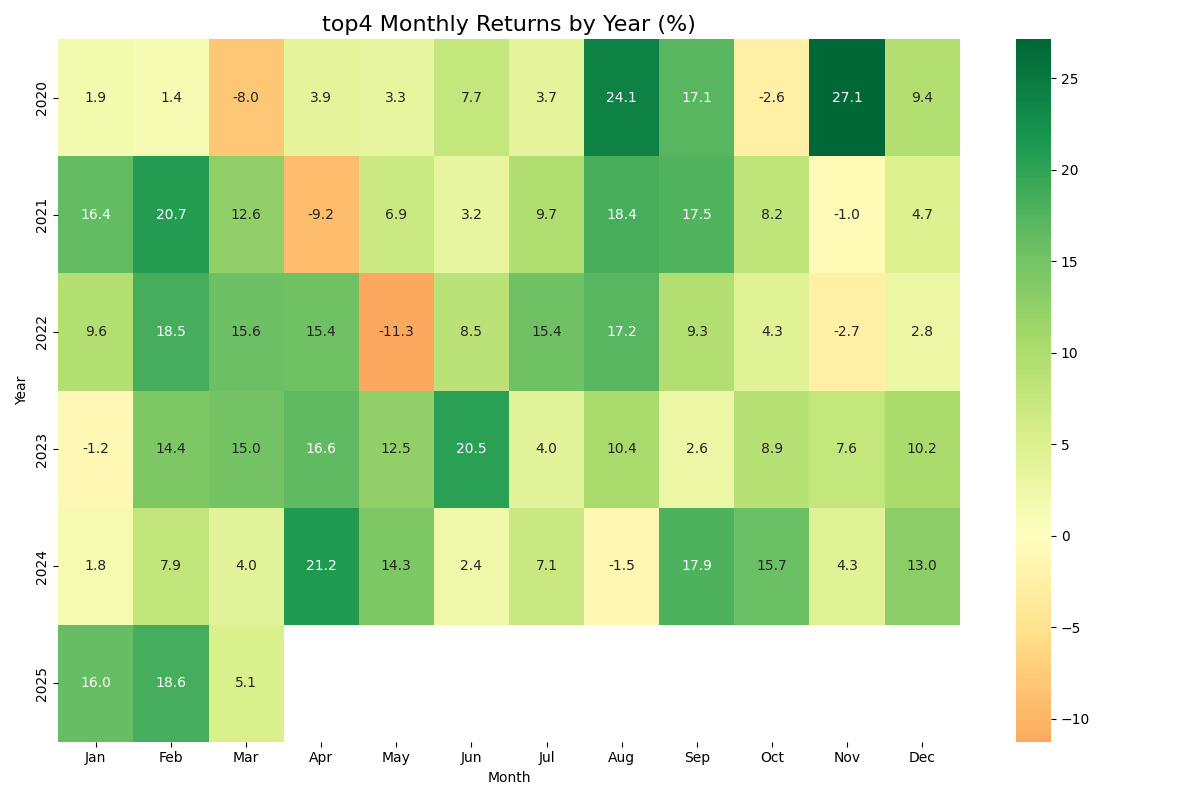 top4 Monthly Returns by Year (%)
2020 1.9 1.4 -8.0 3.9 3.3 7.7 3.7 24.1 17.1 -2.6 27.1 9.4
2021 16.4 20.7 12.6 -9.2 6.9 3.2 9.7 18.4 17.5 8.2 -1.0 4.7
2022 9.6 18.5 15.6 15.4 -11.3 8.5 15.4 17.2 9.3 4.3 -2.7 2.8
2023 -1.2 14.4 15.0 16.6 12.5 20.5 4.0 10.4 2.6 8.9 7.6 10.2
2024 1.8 7.9 4.0 21.2 14.3 2.4 7.1 -1.5 17.9 15.7 4.3 13.0
2025 16.0 18.6 5.1
Jan Feb Mar Apr May Jun Jul Aug Sep Oct Nov Dec
Month
Year
25
20
15
10
5
0
−5
−10